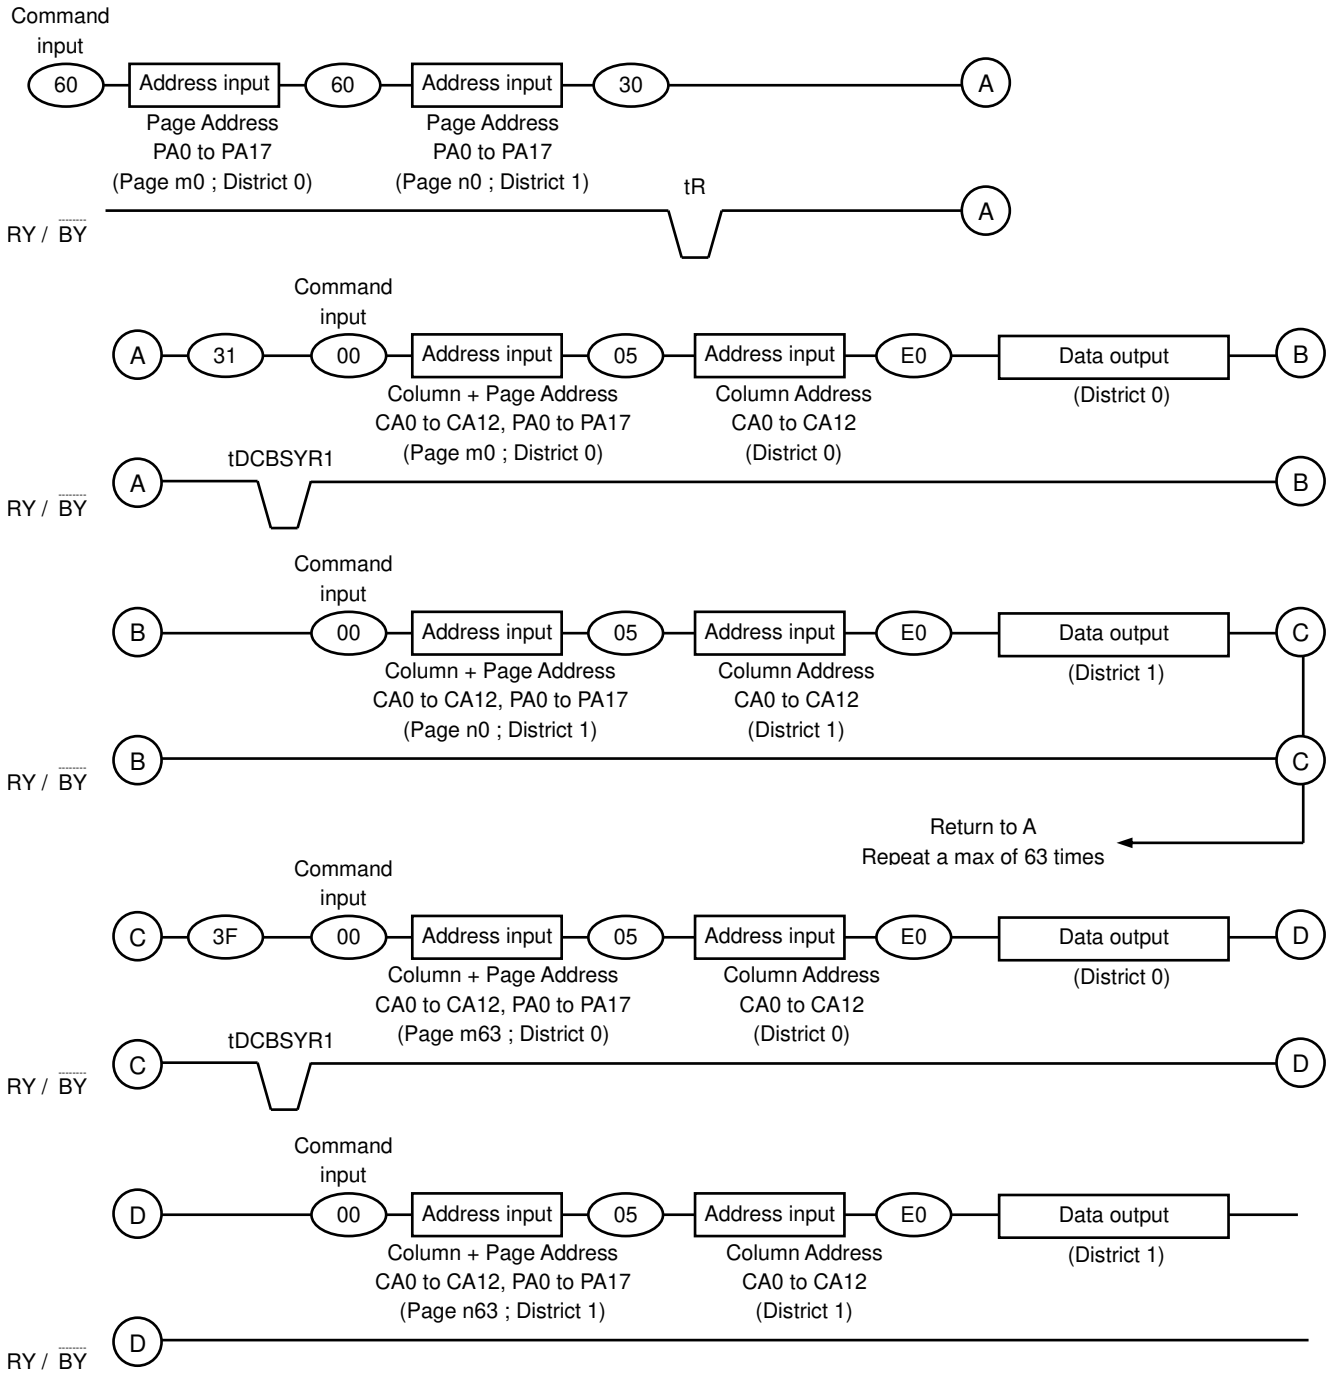 Command
input
60
Address input
60
Address input
30
A
Page Address
PA0 to PA17
(Page m0 ; District 0)
Page Address
PA0 to PA17
(Page n0 ; District 1)
tR
RY / BY
A
Command
input
A
31
00
Address input
05
Address input
E0
Data output
B
Column + Page Address
CA0 to CA12, PA0 to PA17
(Page m0 ; District 0)
Column Address
CA0 to CA12
(District 0)
(District 0)
tDCBSYR1
RY / BY
A
B
Command
input
B
00
Address input
05
Address input
E0
Data output
C
Column + Page Address
CA0 to CA12, PA0 to PA17
(Page n0 ; District 1)
Column Address
CA0 to CA12
(District 1)
(District 1)
RY / BY
B
C
Return to A
Repeat a max of 63 times
Command
input
C
3F
00
Address input
05
Address input
E0
Data output
D
Column + Page Address
CA0 to CA12, PA0 to PA17
(Page m63 ; District 0)
Column Address
CA0 to CA12
(District 0)
(District 0)
tDCBSYR1
RY / BY
C
D
Command
input
D
00
Address input
05
Address input
E0
Data output
Column + Page Address
CA0 to CA12, PA0 to PA17
(Page n63 ; District 1)
Column Address
CA0 to CA12
(District 1)
(District 1)
RY / BY
D